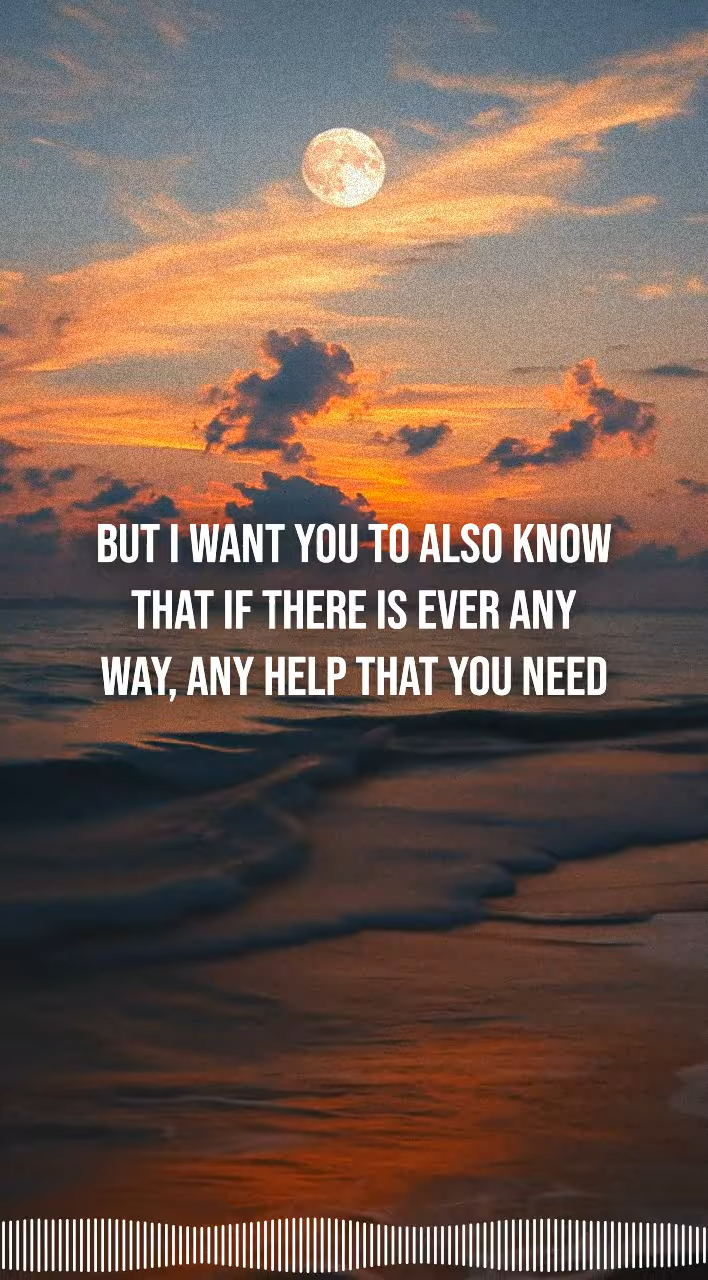 BUT I WANT YOU TO ALSO KNOW
THAT IF THERE IS EVER ANY
WAY, ANY HELP THAT YOU NEED